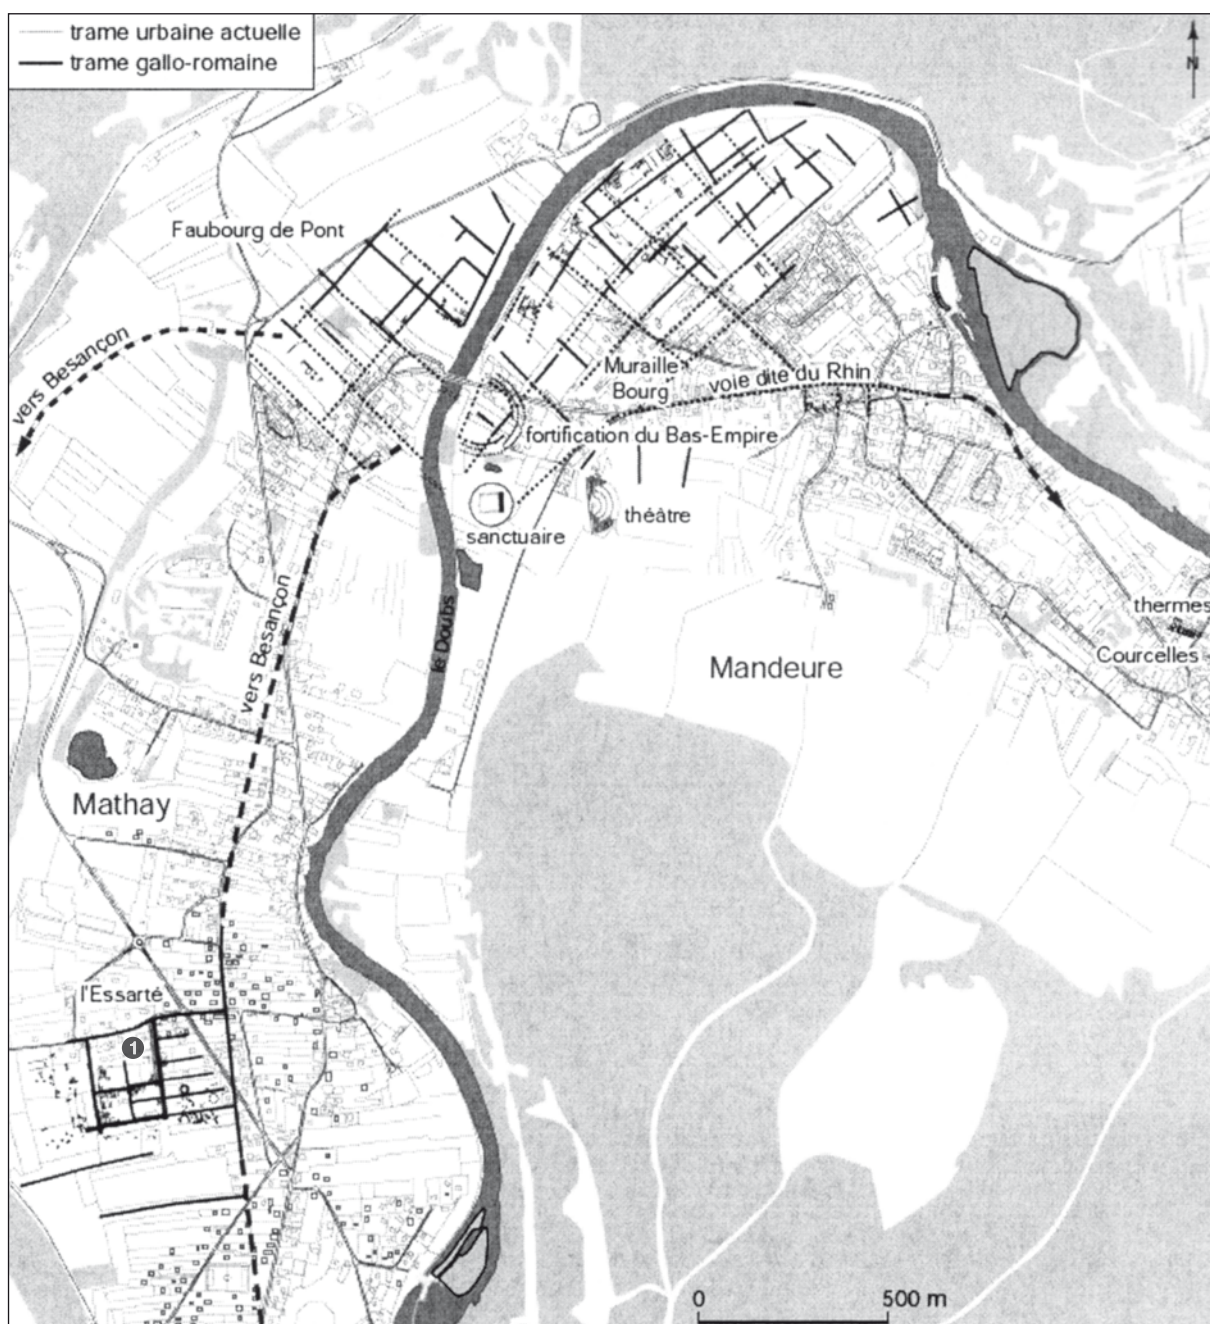 trame urbaine actuelle
trame gallo-romaine
N
Faubourg de Pont
vers Besançon
Muraille
Bourg
voie dite du Rhin
fortification du Bas-Empire
théâtre
sanctuaire
vers Besançon
le Doubs
thermes
Courcelles
Mandeure
Mathay
l'Essarté
1
0
500 m